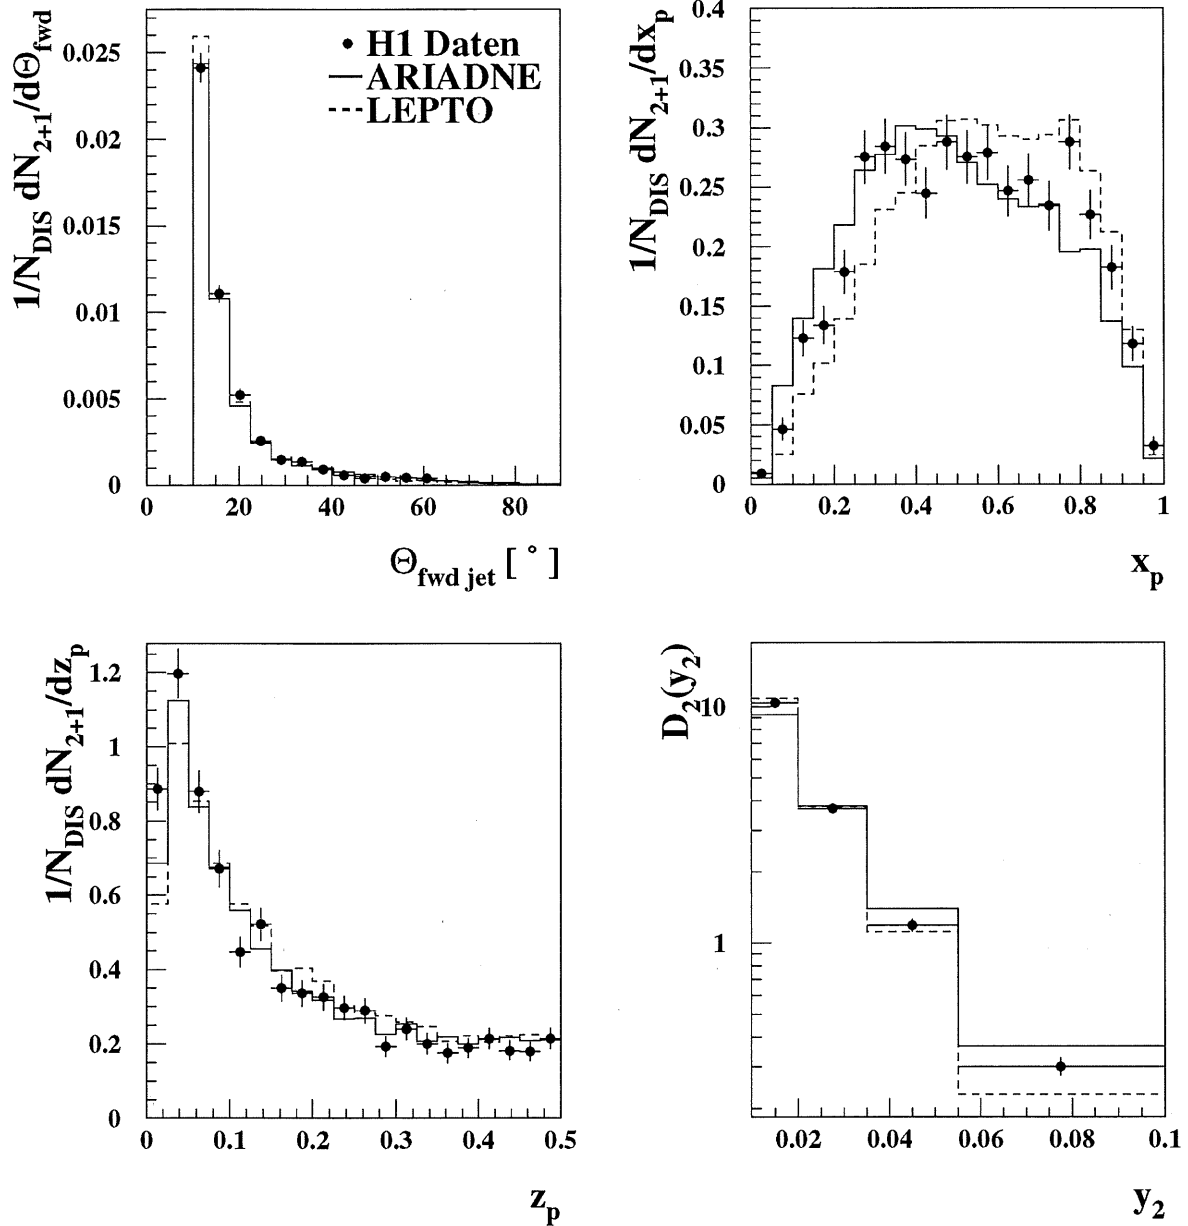 1/N_DIS dN_2+1/dΘ_fwd
0.025
0.02
0.015
0.01
0.005
0
0 20 40 60 80
Θ_fwd jet [ ° ]
H1 Daten
ARIADNE
LEPTO
1/N_DIS dN_2+1/dx_p
0.4
0.35
0.3
0.25
0.2
0.15
0.1
0.05
0
0 0.2 0.4 0.6 0.8 1
x_p
1/N_DIS dN_2+1/dz_p
1.2
1
0.8
0.6
0.4
0.2
0
0 0.1 0.2 0.3 0.4 0.5
z_p
D_2(y_2)
10
1
0.02 0.04 0.06 0.08 0.1
y_2